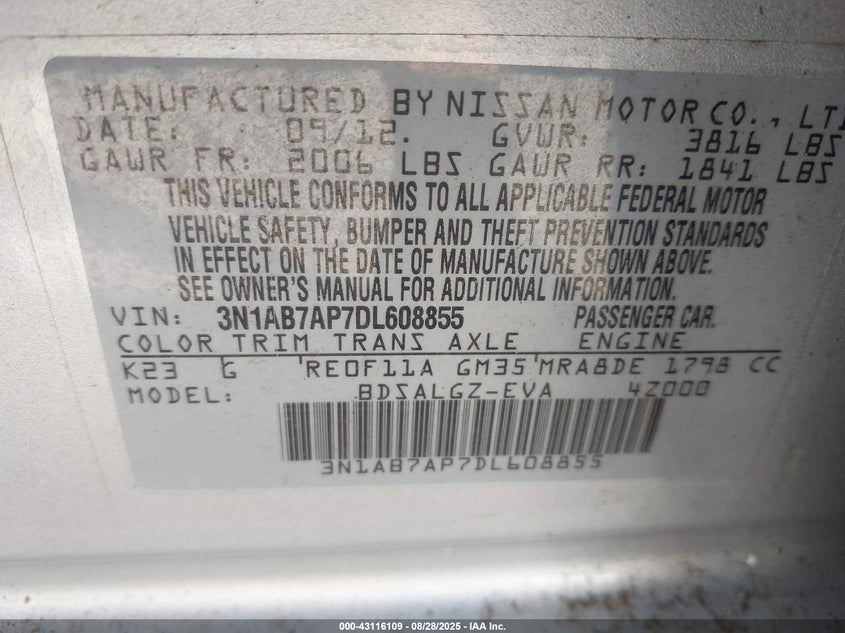 MANUFACTURED BY NISSAN MOTOR CO., LTD
DATE: 09/12. GVWR: 3816 LBS
GAWR FR: 2006 LBS GAWR RR: 1841 LBS
THIS VEHICLE CONFORMS TO ALL APPLICABLE FEDERAL MOTOR
VEHICLE SAFETY, BUMPER AND THEFT PREVENTION STANDARDS
IN EFFECT ON THE DATE OF MANUFACTURE SHOWN ABOVE.
SEE OWNER'S MANUAL FOR ADDITIONAL INFORMATION.
VIN: 3N1AB7AP7DL608855 PASSENGER CAR.
COLOR TRIM TRANS AXLE ENGINE
K23 G 'RE0F11A GM35'MRA8DE 1798 CC
MODEL: BDSALGZ-EVA 4Z000
3N1AB7AP7DL608855
000-43116109 - 08/28/2025 - IAA Inc.